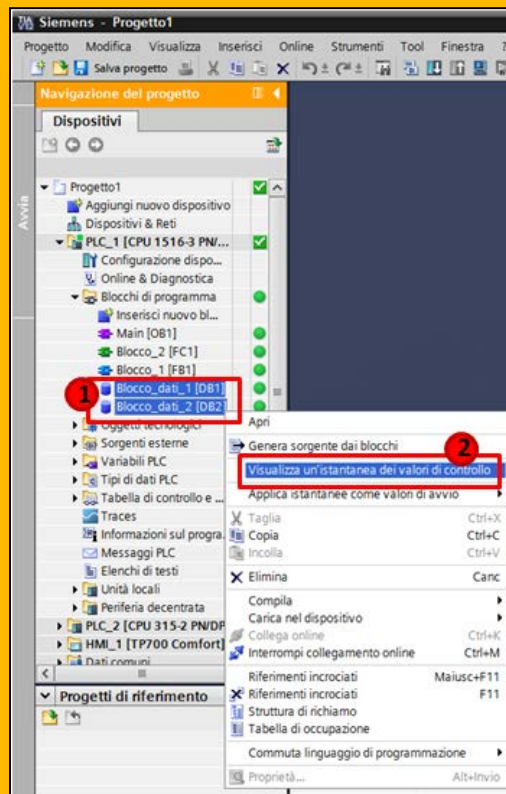 Siemens - Progetto1
Progetto Modifica Visualizza Inserisci Online Strumenti Tool Finestra ?
Salva progetto
Navigazione del progetto
Dispositivi
Avvia
Progetto1
Aggiungi nuovo dispositivo
Dispositivi & Reti
PLC_1 [CPU 1516-3 PN/...
Configurazione dispo...
Online & Diagnostica
Blocchi di programma
Inserisci nuovo bl...
Main [OB1]
Blocco_2 [FC1]
Blocco_1 [FB1]
1
Blocco_dati_1 [DB1]
Blocco_dati_2 [DB2]
Oggetti tecnologici
Sorgenti esterne
Variabili PLC
Tipi di dati PLC
Tabella di controllo e ...
Traces
Informazioni sul progra.
Messaggi PLC
Elenchi di testi
Unità locali
Periferia decentrata
PLC_2 [CPU 315-2 PN/DP
HMI_1 [TP700 Comfort]
Dati comuni
Progetti di riferimento
Apri
Genera sorgente dai blocchi
2
Visualizza un'istantanea dei valori di controllo
Applica istantanee come valori di avvio
Taglia Ctrl+X
Copia Ctrl+C
Incolla Ctrl+V
Elimina Canc
Compila
Carica nel dispositivo
Collega online Ctrl+K
Interrompi collegamento online Ctrl+M
Riferimenti incrociati Maiusc+F11
Riferimenti incrociati F11
Struttura di richiamo
Tabella di occupazione
Commuta linguaggio di programmazione
Proprietà... Alt+Invio